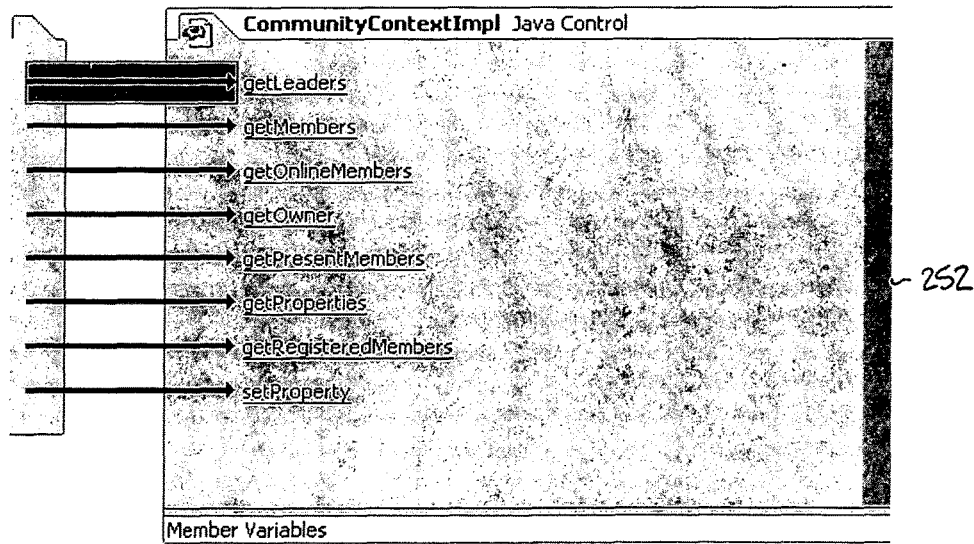 CommunityContextImpl Java Control
getLeaders
getMembers
getOnlineMembers
getOwner
getPresentMembers
getProperties
getRegisteredMembers
setProperty
252
Member Variables